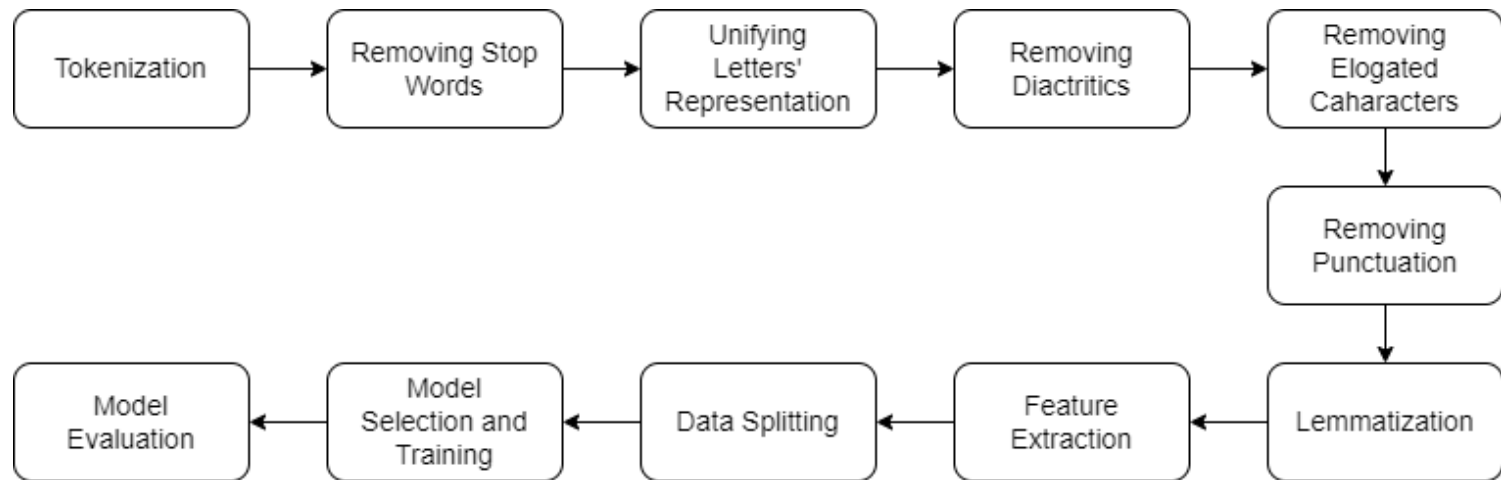 Tokenization
Removing Stop
Words
Unifying
Letters'
Representation
Removing
Diactritics
Removing
Elogated
Caharacters
Removing
Punctuation
Lemmatization
Feature
Extraction
Data Splitting
Model
Selection and
Training
Model
Evaluation